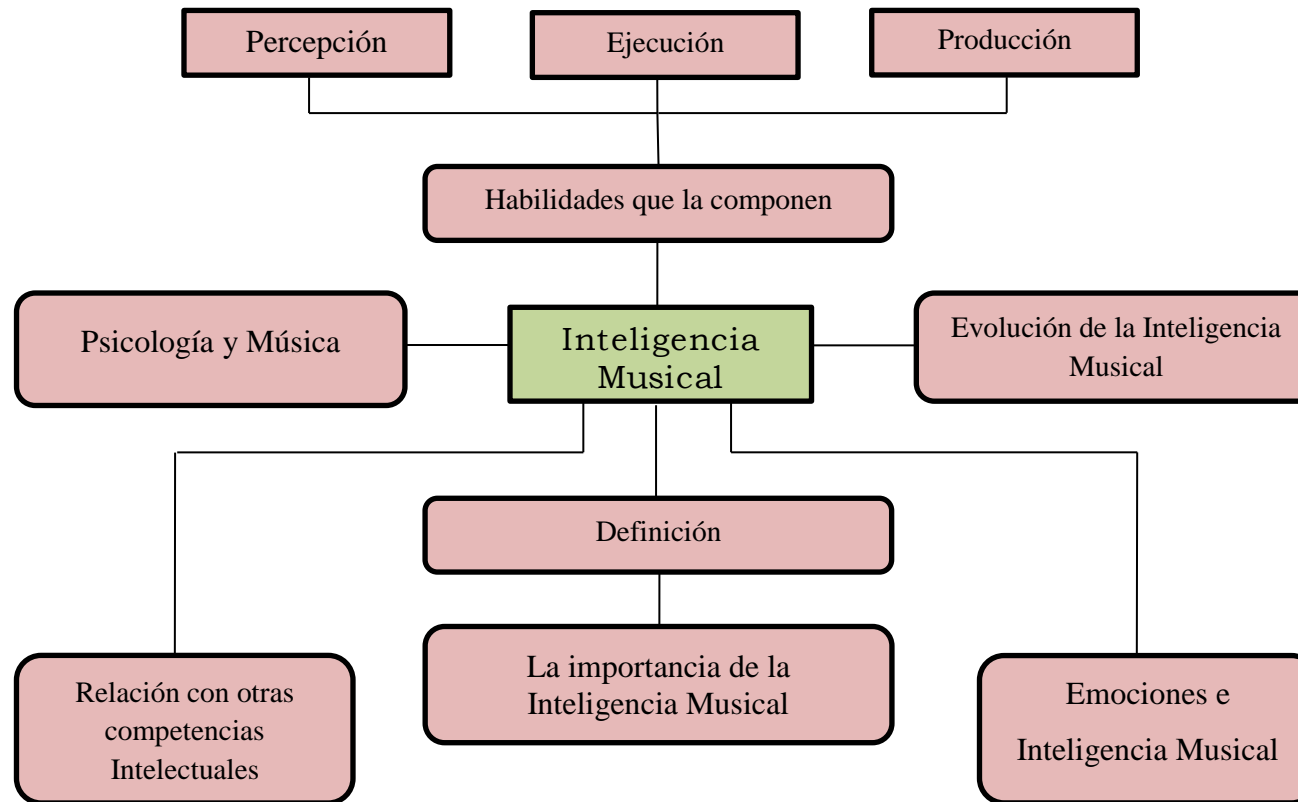 Percepción
Ejecución
Producción
Habilidades que la componen
Psicología y Música
Inteligencia
Musical
Evolución de la Inteligencia
Musical
Definición
La importancia de la
Inteligencia Musical
Relación con otras
competencias
Intelectuales
Emociones e
Inteligencia Musical